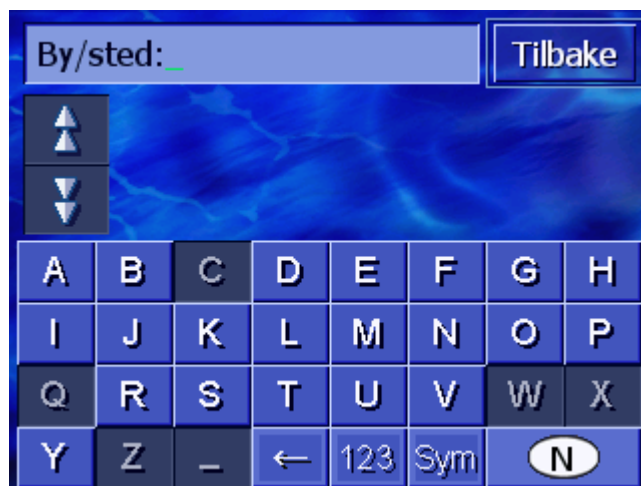 By/sted:_ Tilbake
A B C D E F G H
I J K L M N O P
Q R S T U V W X
Y Z _ ← 123 Sym N